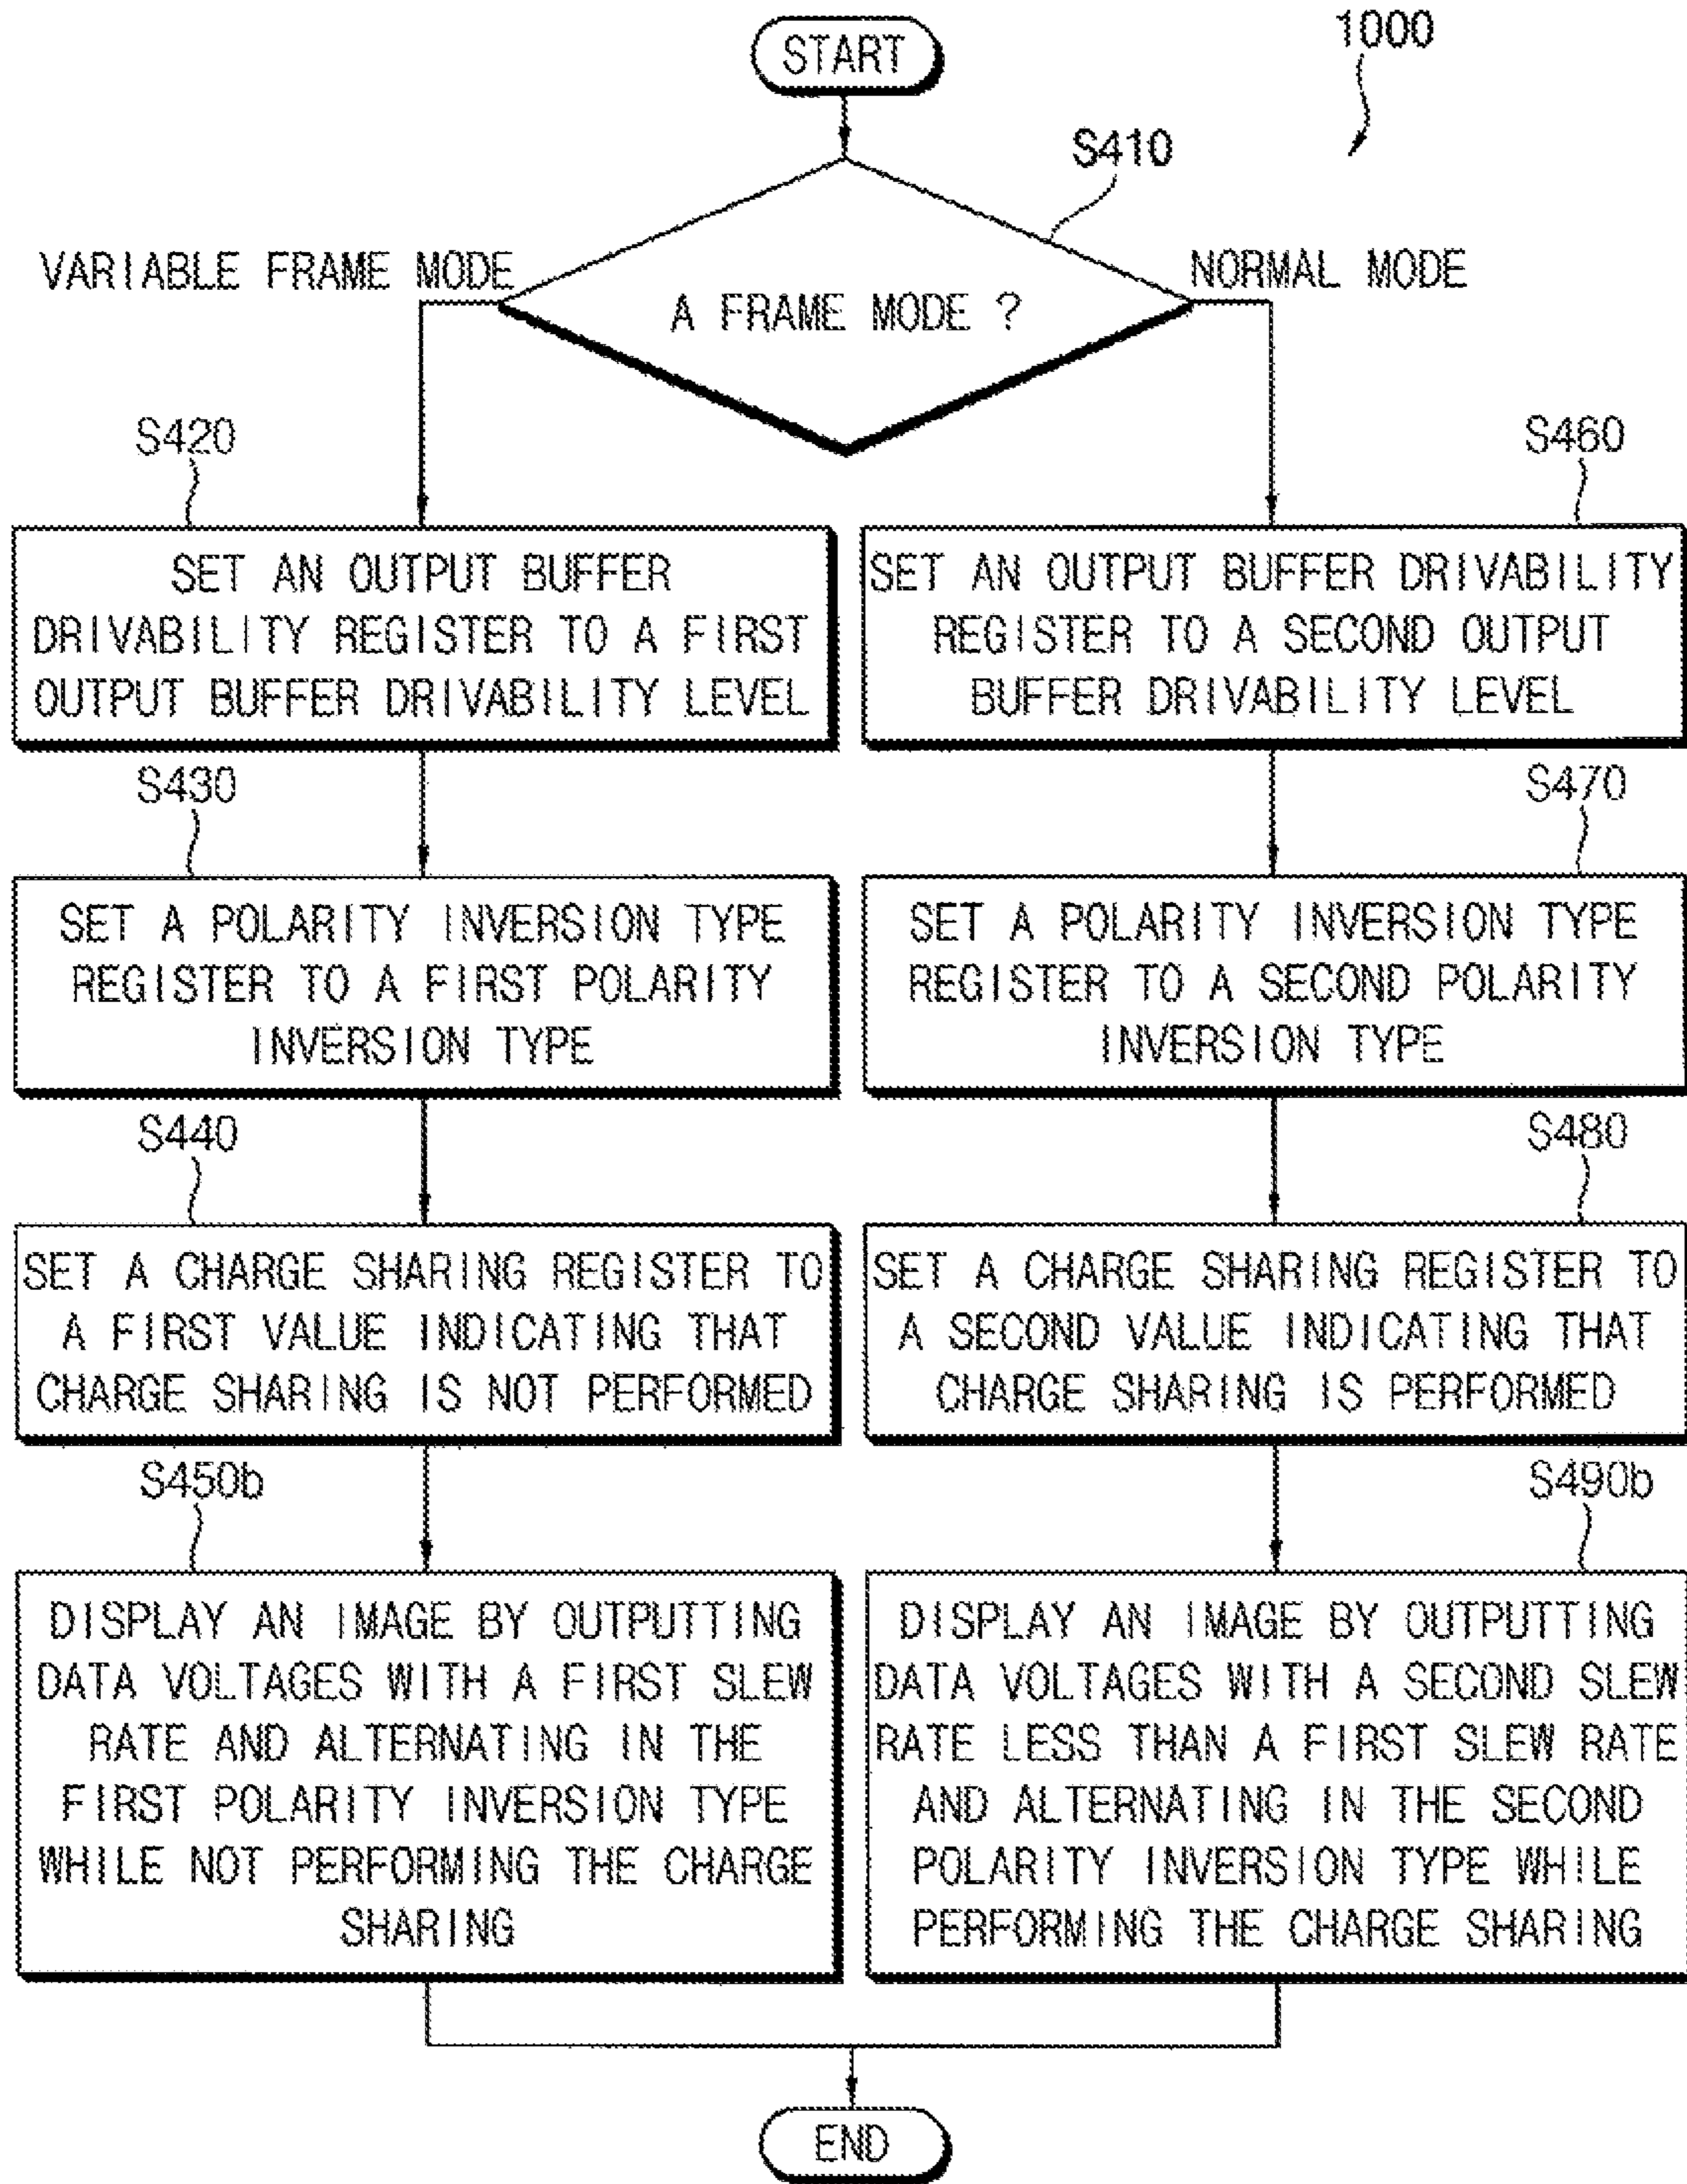 1000
START
S410
VARIABLE FRAME MODE
NORMAL MODE
A FRAME MODE ?
S420
SET AN OUTPUT BUFFER
DRIVABILITY REGISTER TO A FIRST
OUTPUT BUFFER DRIVABILITY LEVEL
S460
SET AN OUTPUT BUFFER DRIVABILITY
REGISTER TO A SECOND OUTPUT
BUFFER DRIVABILITY LEVEL
S430
SET A POLARITY INVERSION TYPE
REGISTER TO A FIRST POLARITY
INVERSION TYPE
S470
SET A POLARITY INVERSION TYPE
REGISTER TO A SECOND POLARITY
INVERSION TYPE
S440
SET A CHARGE SHARING REGISTER TO
A FIRST VALUE INDICATING THAT
CHARGE SHARING IS NOT PERFORMED
S480
SET A CHARGE SHARING REGISTER TO
A SECOND VALUE INDICATING THAT
CHARGE SHARING IS PERFORMED
S450b
DISPLAY AN IMAGE BY OUTPUTTING
DATA VOLTAGES WITH A FIRST SLEW
RATE AND ALTERNATING IN THE
FIRST POLARITY INVERSION TYPE
WHILE NOT PERFORMING THE CHARGE
SHARING
S490b
DISPLAY AN IMAGE BY OUTPUTTING
DATA VOLTAGES WITH A SECOND SLEW
RATE LESS THAN A FIRST SLEW RATE
AND ALTERNATING IN THE SECOND
POLARITY INVERSION TYPE WHILE
PERFORMING THE CHARGE SHARING
END